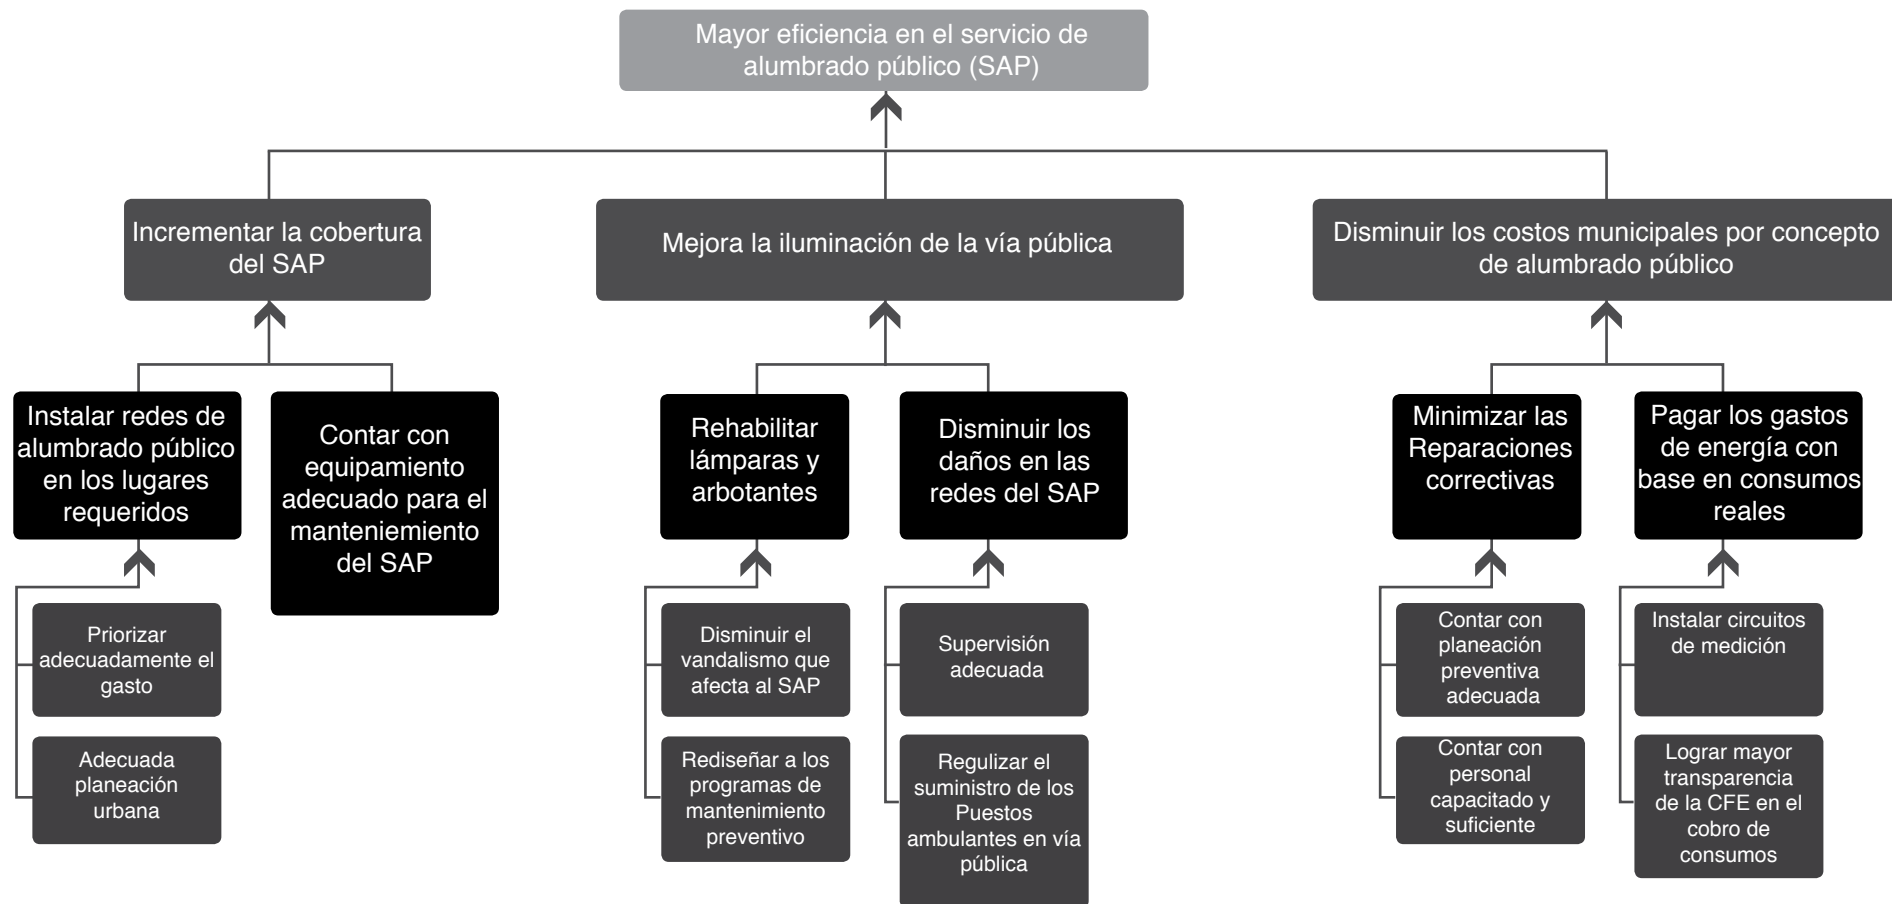 Mayor eficiencia en el servicio de
alumbrado público (SAP)
Incrementar la cobertura
del SAP
Mejora la iluminación de la vía pública
Disminuir los costos municipales por concepto
de alumbrado público
Instalar redes de
alumbrado público
en los lugares
requeridos
Contar con
equipamiento
adecuado para el
manteniemiento
del SAP
Rehabilitar
lámparas y
arbotantes
Disminuir los
daños en las
redes del SAP
Minimizar las
Reparaciones
correctivas
Pagar los gastos
de energía con
base en consumos
reales
Priorizar
adecuadamente el
gasto
Disminuir el
vandalismo que
afecta al SAP
Supervisión
adecuada
Contar con
planeación
preventiva
adecuada
Instalar circuitos
de medición
Adecuada
planeación
urbana
Rediseñar a los
programas de
mantenimiento
preventivo
Regulizar el
suministro de los
Puestos
ambulantes en vía
pública
Contar con
personal
capacitado y
suficiente
Lograr mayor
transparencia
de la CFE en el
cobro de
consumos